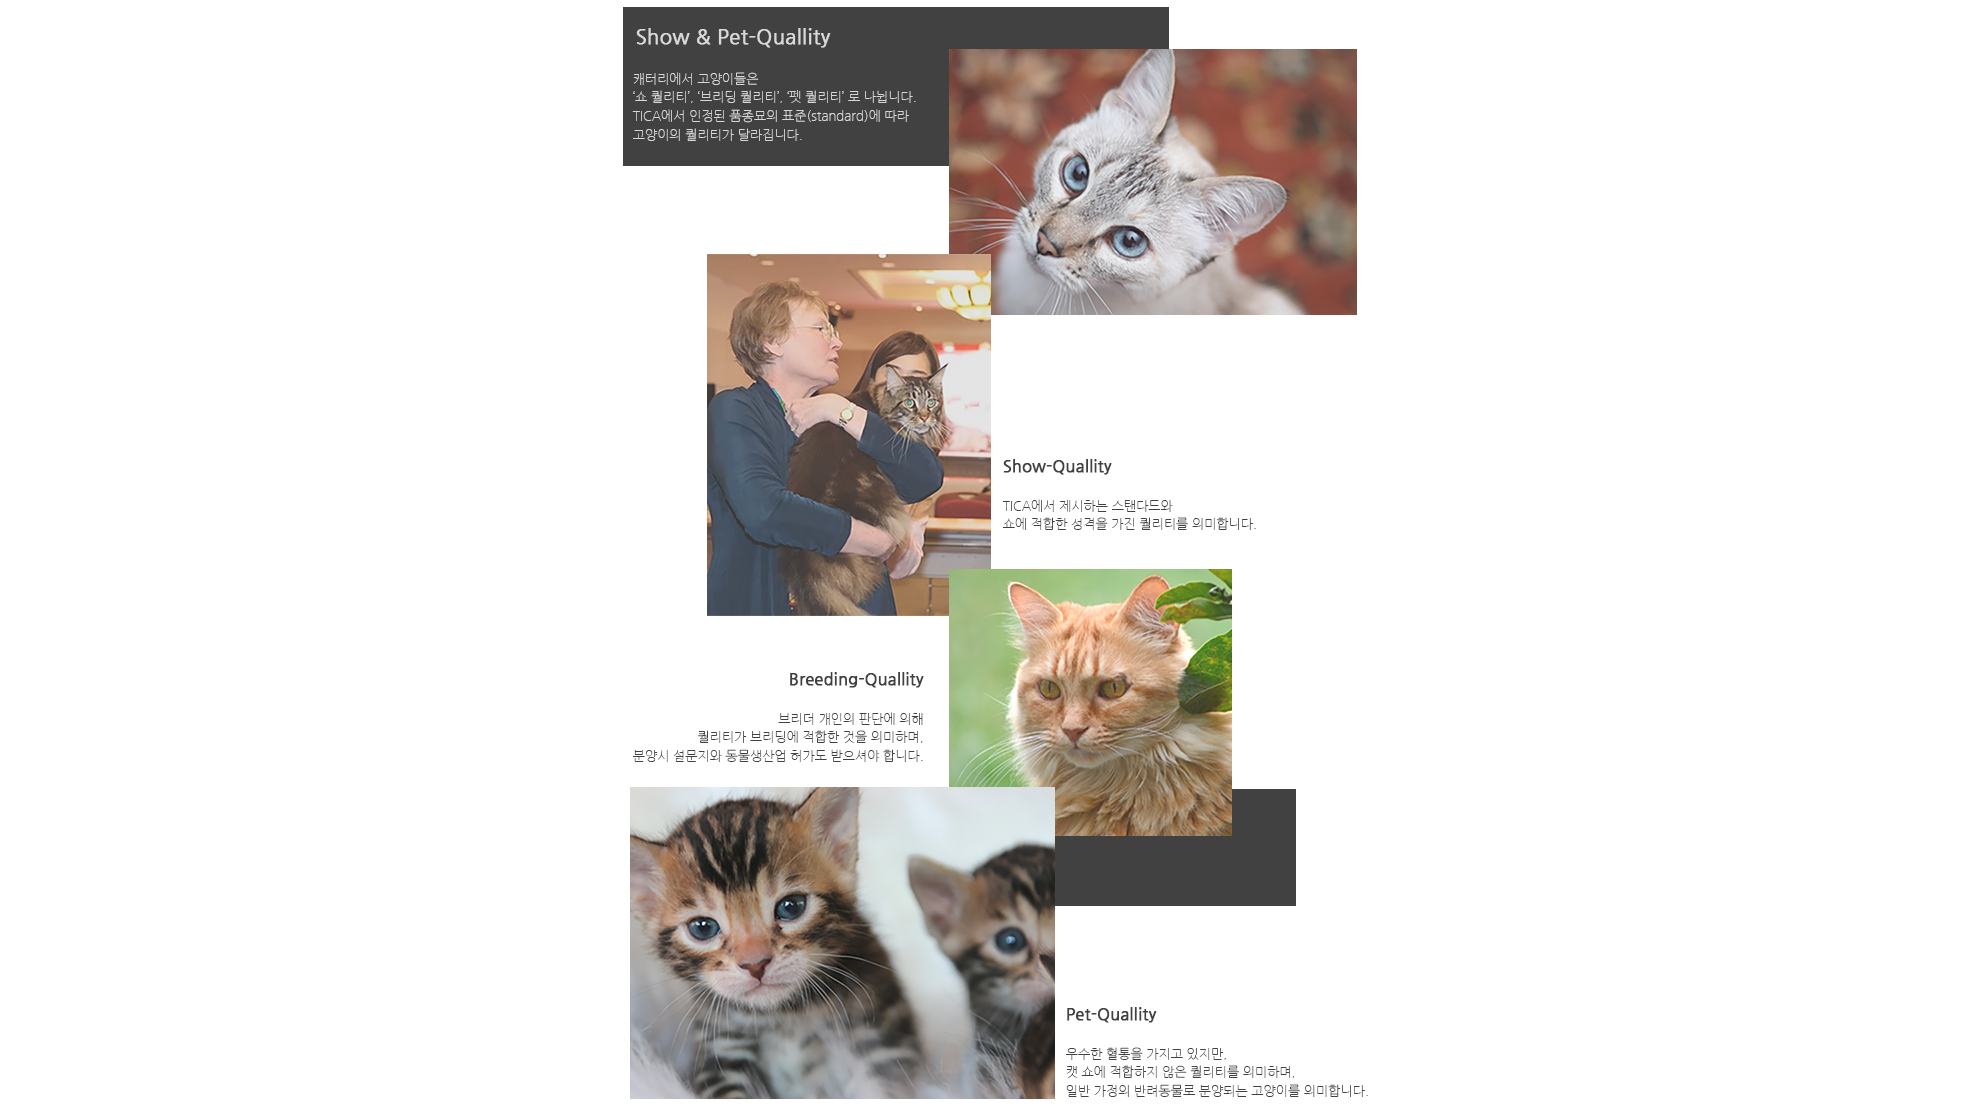 Show & Pet-Quallity
캐터리에서 고양이들은
‘쇼 퀄리티’, ‘브리딩 퀄리티’, ‘펫 퀄리티’ 로 나뉩니다.
TICA에서 인정된 품종묘의 표준(standard)에 따라
고양이의 퀄리티가 달라집니다.
Show-Quallity
TICA에서 제시하는 스탠다드와
쇼에 적합한 성격을 가진 퀄리티를 의미합니다.
Breeding-Quallity
브리더 개인의 판단에 의해
퀄리티가 브리딩에 적합한 것을 의미하며,
분양시 설문지와 동물생산업 허가도 받으셔야 합니다.
Pet-Quallity
우수한 혈통을 가지고 있지만,
캣 쇼에 적합하지 않은 퀄리티를 의미하며,
일반 가정의 반려동물로 분양되는 고양이를 의미합니다.